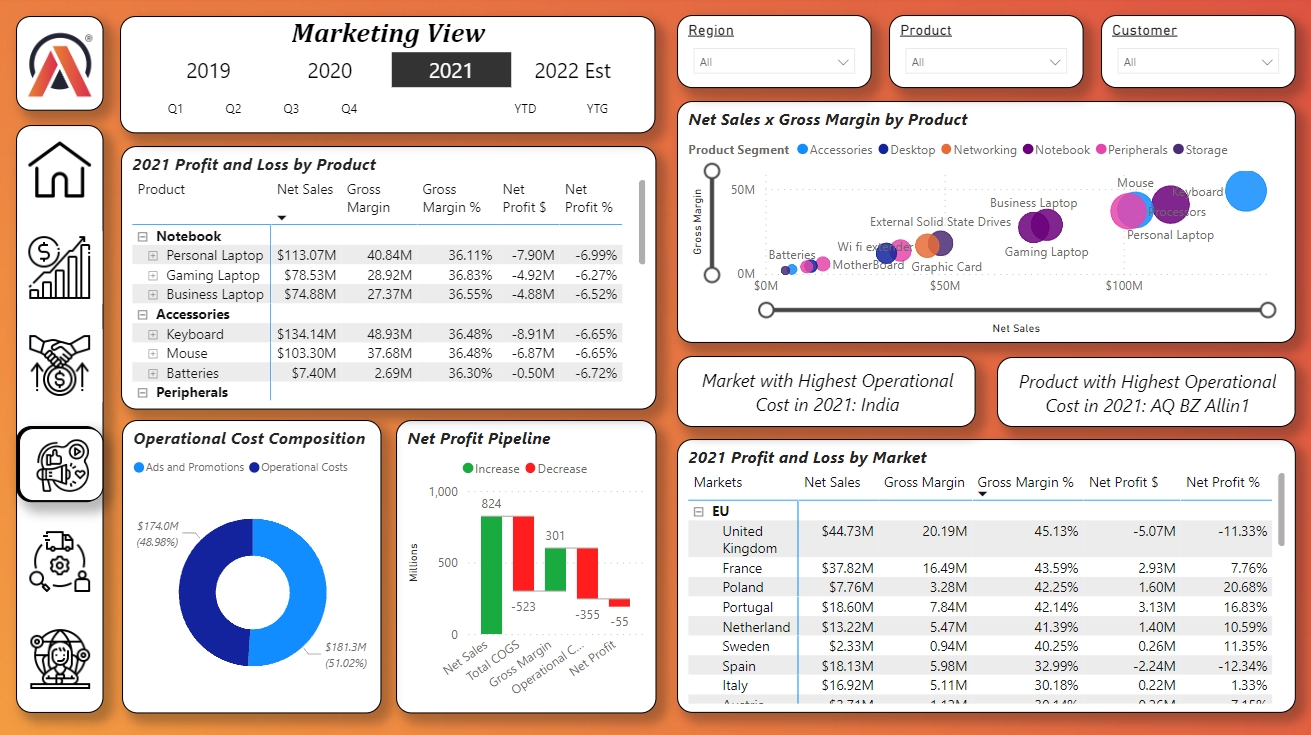 ®
Marketing View
2019 2020 2021 2022 Est
Q1 Q2 Q3 Q4 YTD YTG
Region
All
Product
All
Customer
All
2021 Profit and Loss by Product
Product Net Sales Gross Margin Gross Margin % Net Profit $ Net Profit %
Notebook
Personal Laptop $113.07M 40.84M 36.11% -7.90M -6.99%
Gaming Laptop $78.53M 28.92M 36.83% -4.92M -6.27%
Business Laptop $74.88M 27.37M 36.55% -4.88M -6.52%
Accessories
Keyboard $134.14M 48.93M 36.48% -8.91M -6.65%
Mouse $103.30M 37.68M 36.48% -6.87M -6.65%
Batteries $7.40M 2.69M 36.30% -0.50M -6.72%
Peripherals
Net Sales x Gross Margin by Product
Product Segment Accessories Desktop Networking Notebook Peripherals Storage
Gross Margin
50M
0M
Mouse
Keyboard
Business Laptop
Processors
External Solid State Drives
Personal Laptop
Wi fi extender
Gaming Laptop
Batteries
MotherBoard
Graphic Card
$0M $50M $100M
Net Sales
Market with Highest Operational
Cost in 2021: India
Product with Highest Operational
Cost in 2021: AQ BZ Allin1
Operational Cost Composition
Ads and Promotions Operational Costs
$174.0M
(48.98%)
$181.3M
(51.02%)
Net Profit Pipeline
Increase Decrease
Millions
1,000
500
0
824
-523
301
-355
-55
Net Sales
Total COGS
Gross Margin
Operational C...
Net Profit
2021 Profit and Loss by Market
Markets Net Sales Gross Margin Gross Margin % Net Profit $ Net Profit %
EU
United Kingdom $44.73M 20.19M 45.13% -5.07M -11.33%
France $37.82M 16.49M 43.59% 2.93M 7.76%
Poland $7.76M 3.28M 42.25% 1.60M 20.68%
Portugal $18.60M 7.84M 42.14% 3.13M 16.83%
Netherland $13.22M 5.47M 41.39% 1.40M 10.59%
Sweden $2.33M 0.94M 40.25% 0.26M 11.35%
Spain $18.13M 5.98M 32.99% -2.24M -12.34%
Italy $16.92M 5.11M 30.18% 0.22M 1.33%